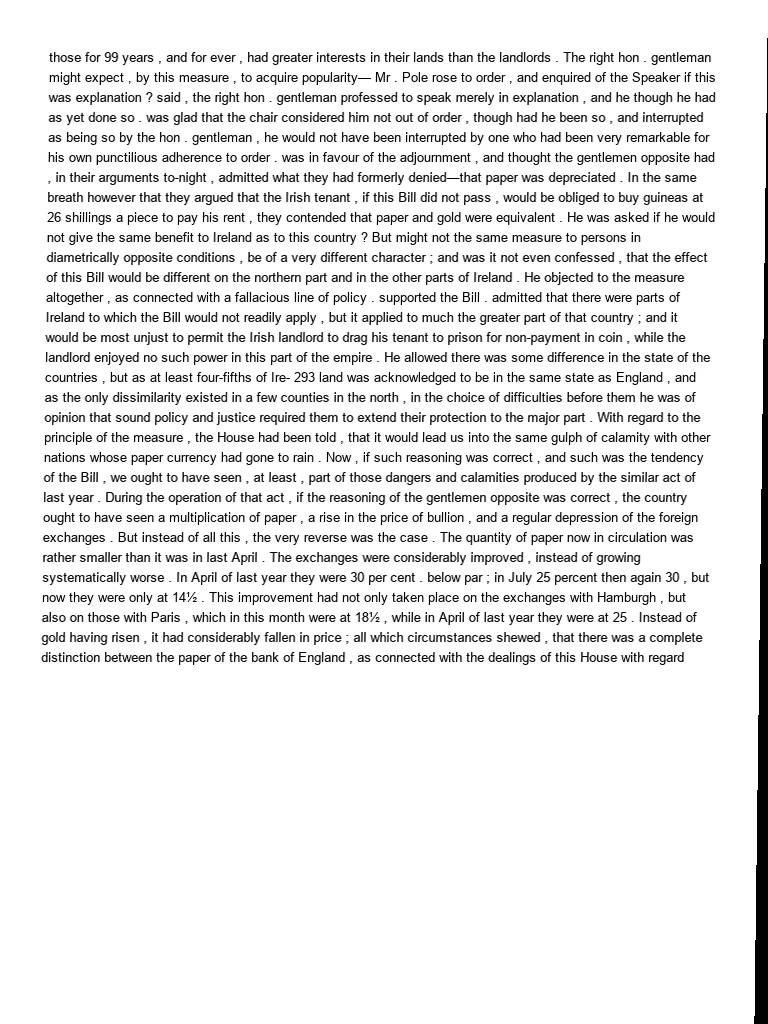 those for 99 years , and for ever , had greater interests in their lands than the landlords . The right hon . gentleman
might expect , by this measure , to acquire popularity— Mr . Pole rose to order , and enquired of the Speaker if this
was explanation ? said , the right hon . gentleman professed to speak merely in explanation , and he though he had
as yet done so . was glad that the chair considered him not out of order , though had he been so , and interrupted
as being so by the hon . gentleman , he would not have been interrupted by one who had been very remarkable for
his own punctilious adherence to order . was in favour of the adjournment , and thought the gentlemen opposite had
, in their arguments to-night , admitted what they had formerly denied—that paper was depreciated . In the same
breath however that they argued that the Irish tenant , if this Bill did not pass , would be obliged to buy guineas at
26 shillings a piece to pay his rent , they contended that paper and gold were equivalent . He was asked if he would
not give the same benefit to Ireland as to this country ? But might not the same measure to persons in
diametrically opposite conditions , be of a very different character ; and was it not even confessed , that the effect
of this Bill would be different on the northern part and in the other parts of Ireland . He objected to the measure
altogether , as connected with a fallacious line of policy . supported the Bill . admitted that there were parts of
Ireland to which the Bill would not readily apply , but it applied to much the greater part of that country ; and it
would be most unjust to permit the Irish landlord to drag his tenant to prison for non-payment in coin , while the
landlord enjoyed no such power in this part of the empire . He allowed there was some difference in the state of the
countries , but as at least four-fifths of Ire- 293 land was acknowledged to be in the same state as England , and
as the only dissimilarity existed in a few counties in the north , in the choice of difficulties before them he was of
opinion that sound policy and justice required them to extend their protection to the major part . With regard to the
principle of the measure , the House had been told , that it would lead us into the same gulph of calamity with other
nations whose paper currency had gone to rain . Now , if such reasoning was correct , and such was the tendency
of the Bill , we ought to have seen , at least , part of those dangers and calamities produced by the similar act of
last year . During the operation of that act , if the reasoning of the gentlemen opposite was correct , the country
ought to have seen a multiplication of paper , a rise in the price of bullion , and a regular depression of the foreign
exchanges . But instead of all this , the very reverse was the case . The quantity of paper now in circulation was
rather smaller than it was in last April . The exchanges were considerably improved , instead of growing
systematically worse . In April of last year they were 30 per cent . below par ; in July 25 percent then again 30 , but
now they were only at 14½ . This improvement had not only taken place on the exchanges with Hamburgh , but
also on those with Paris , which in this month were at 18½ , while in April of last year they were at 25 . Instead of
gold having risen , it had considerably fallen in price ; all which circumstances shewed , that there was a complete
distinction between the paper of the bank of England , as connected with the dealings of this House with regard